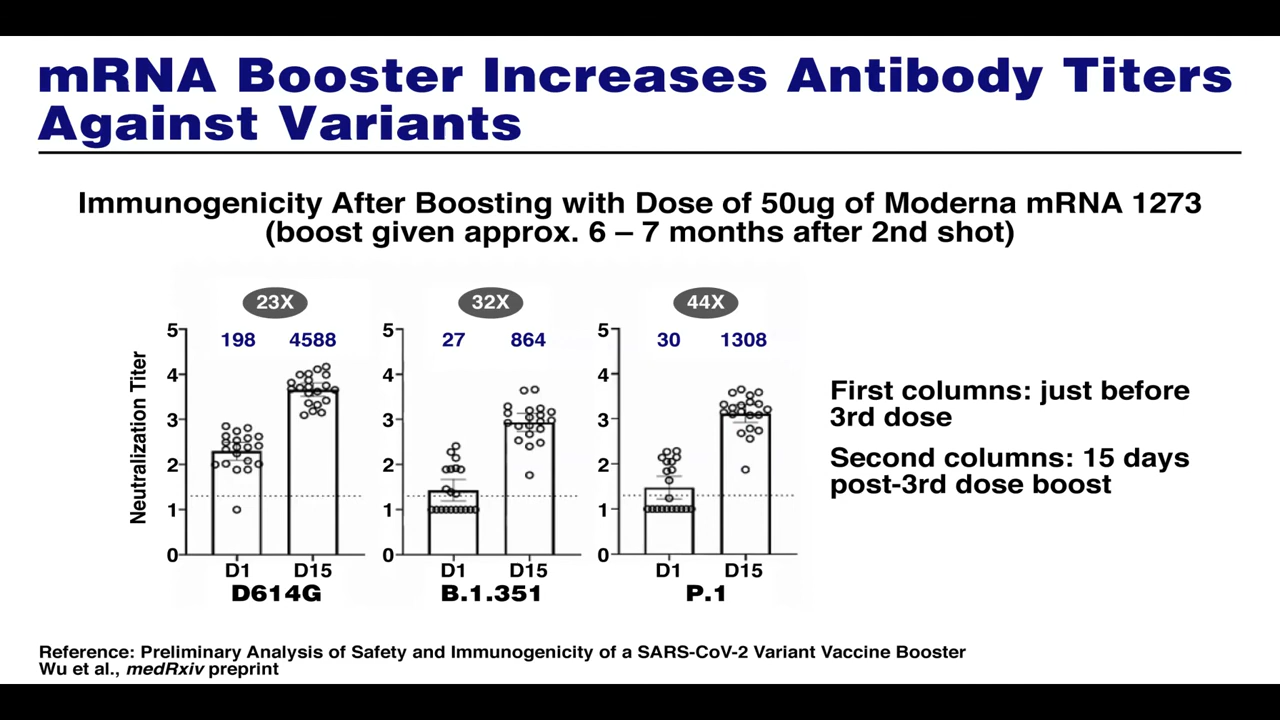 mRNA Booster Increases Antibody Titers
Against Variants
Immunogenicity After Boosting with Dose of 50ug of Moderna mRNA 1273
(boost given approx. 6 – 7 months after 2nd shot)
23X
32X
44X
198 4588
27 864
30 1308
Neutralization Titer
5
4
3
2
1
0
D1 D15
D614G
5
4
3
2
1
0
D1 D15
B.1.351
5
4
3
2
1
0
D1 D15
P.1
First columns: just before
3rd dose
Second columns: 15 days
post-3rd dose boost
Reference: Preliminary Analysis of Safety and Immunogenicity of a SARS-CoV-2 Variant Vaccine Booster
Wu et al., medRxiv preprint